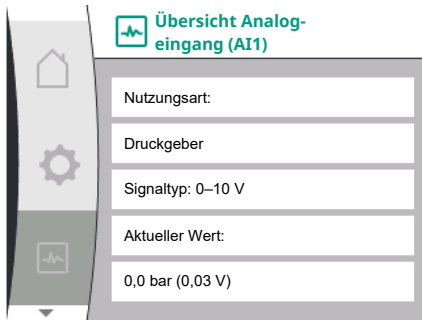 Übersicht Analog-
eingang (AI1)
Nutzungsart:
Druckgeber
Signaltyp: 0–10 V
Aktueller Wert:
0,0 bar (0,03 V)